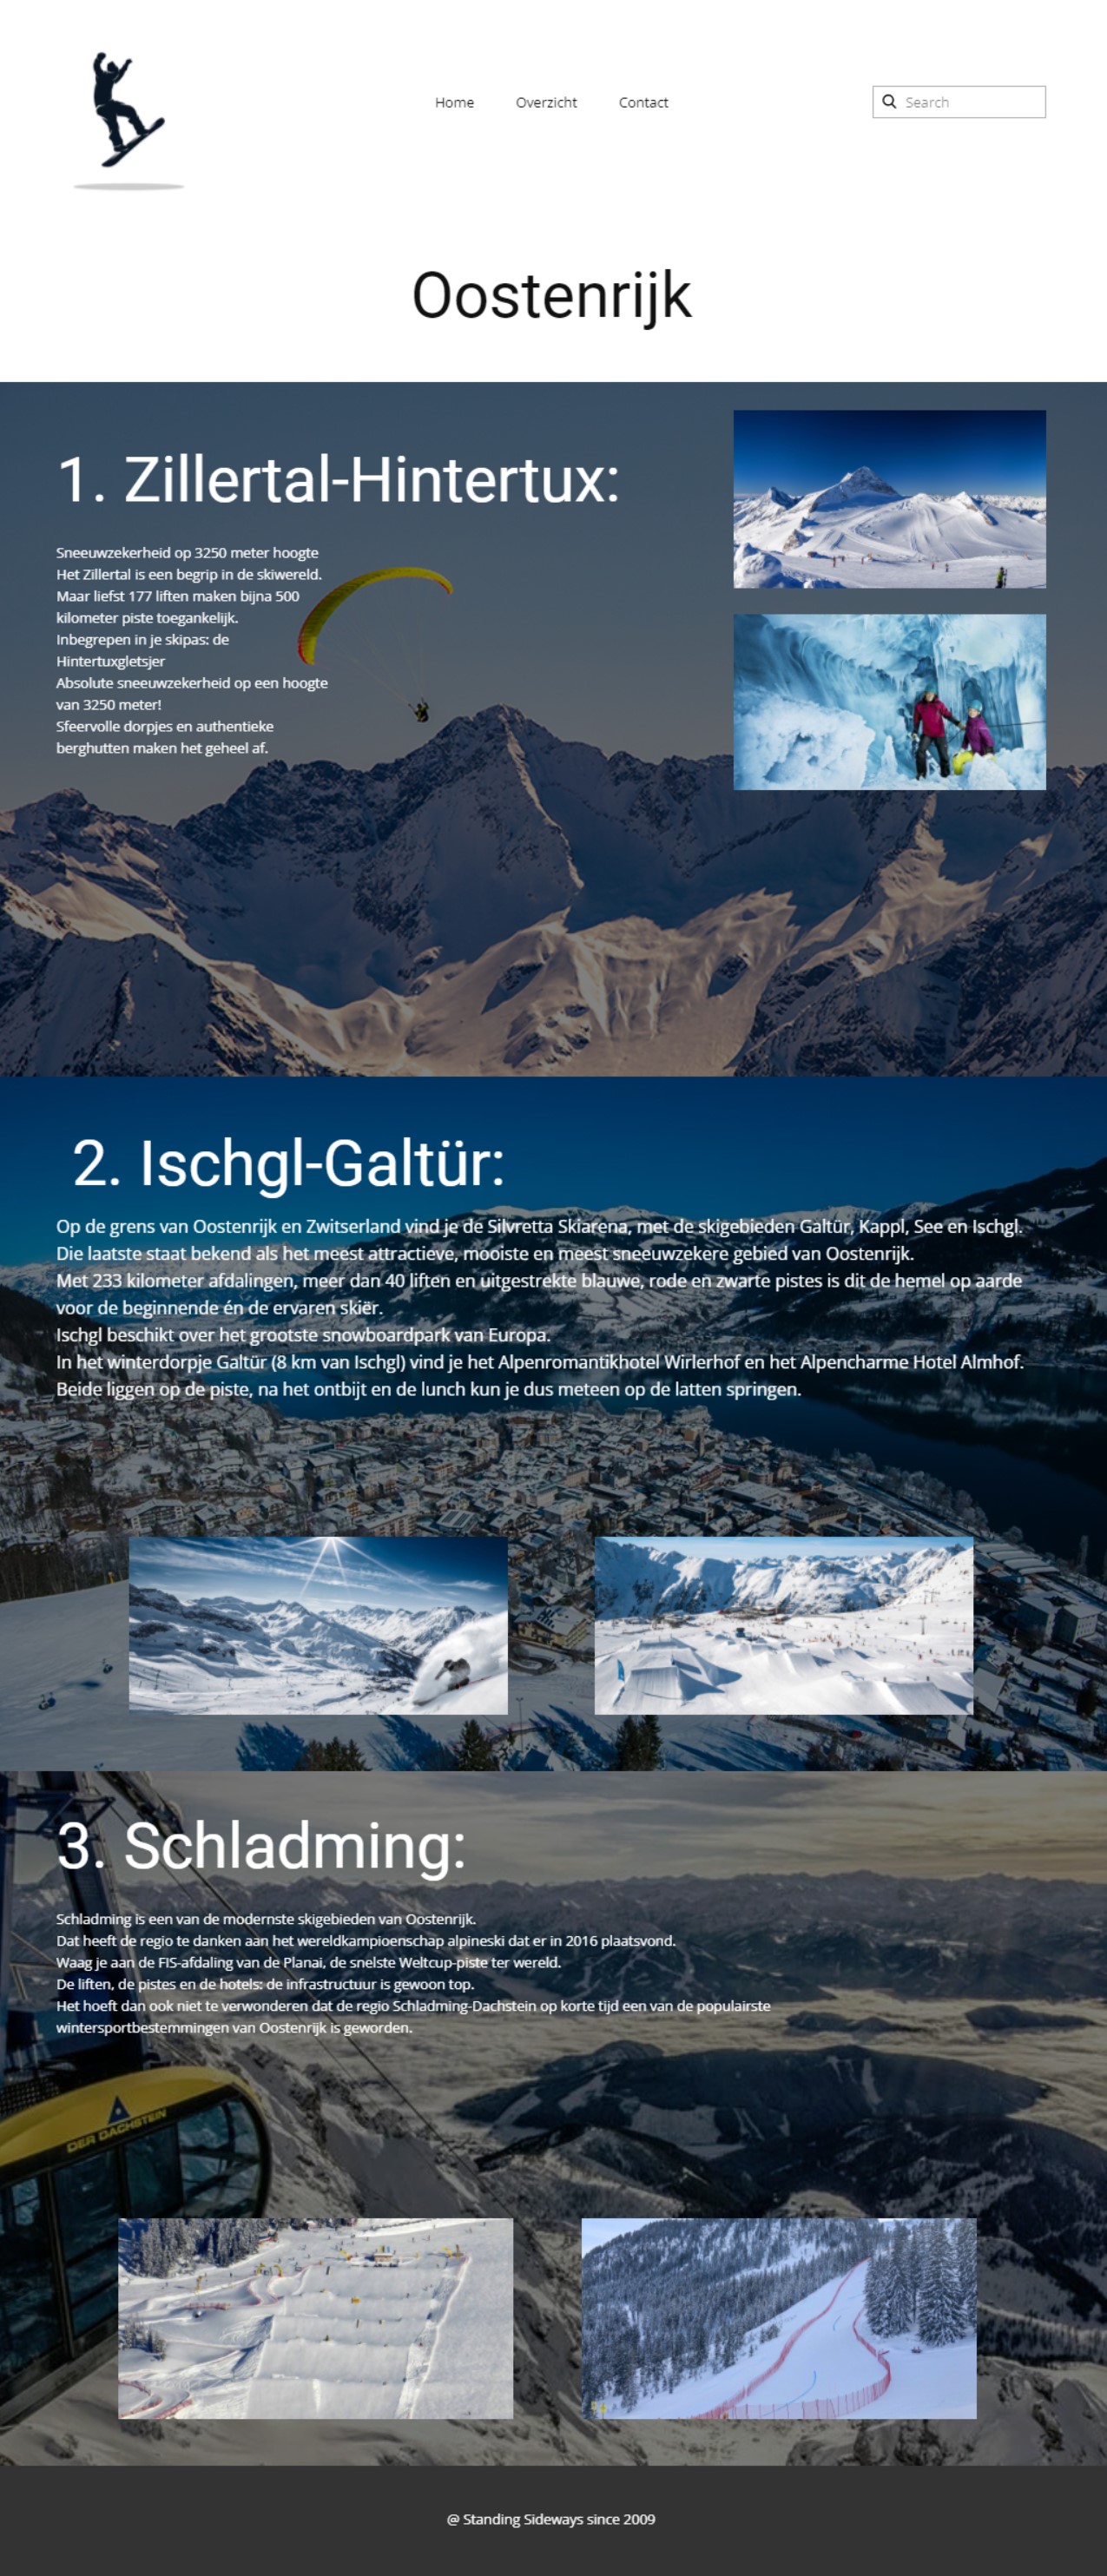 Home
Overzicht
Contact
Search
Oostenrijk
1. Zillertal-Hintertux:
Sneeuwzekerheid op 3250 meter hoogte
Het Zillertal is een begrip in de skiwereld.
Maar liefst 177 liften maken bijna 500
kilometer piste toegankelijk.
Inbegrepen in je skipas: de
Hintertuxgletsjer
Absolute sneeuwzekerheid op een hoogte
van 3250 meter!
Sfeervolle dorpjes en authentieke
berghutten maken het geheel af.
2. Ischgl-Galtür:
Op de grens van Oostenrijk en Zwitserland vind je de Silvretta Skiarena, met de skigebieden Galtür, Kappl, See en Ischgl.
Die laatste staat bekend als het meest attractieve, mooiste en meest sneeuwzekere gebied van Oostenrijk.
Met 233 kilometer afdalingen, meer dan 40 liften en uitgestrekte blauwe, rode en zwarte pistes is dit de hemel op aarde
voor de beginnende én de ervaren skiër.
Ischgl beschikt over het grootste snowboardpark van Europa.
In het winterdorpje Galtür (8 km van Ischgl) vind je het Alpenromantikhotel Wirlerhof en het Alpencharme Hotel Almhof.
Beide liggen op de piste, na het ontbijt en de lunch kun je dus meteen op de latten springen.
3. Schladming:
Schladming is een van de modernste skigebieden van Oostenrijk.
Dat heeft de regio te danken aan het wereldkampioenschap alpineski dat er in 2016 plaatsvond.
Waag je aan de FIS-afdaling van de Planai, de snelste Weltcup-piste ter wereld.
De liften, de pistes en de hotels: de infrastructuur is gewoon top.
Het hoeft dan ook niet te verwonderen dat de regio Schladming-Dachstein op korte tijd een van de populairste
wintersportbestemmingen van Oostenrijk is geworden.
DER DACHSTEIN
@ Standing Sideways since 2009